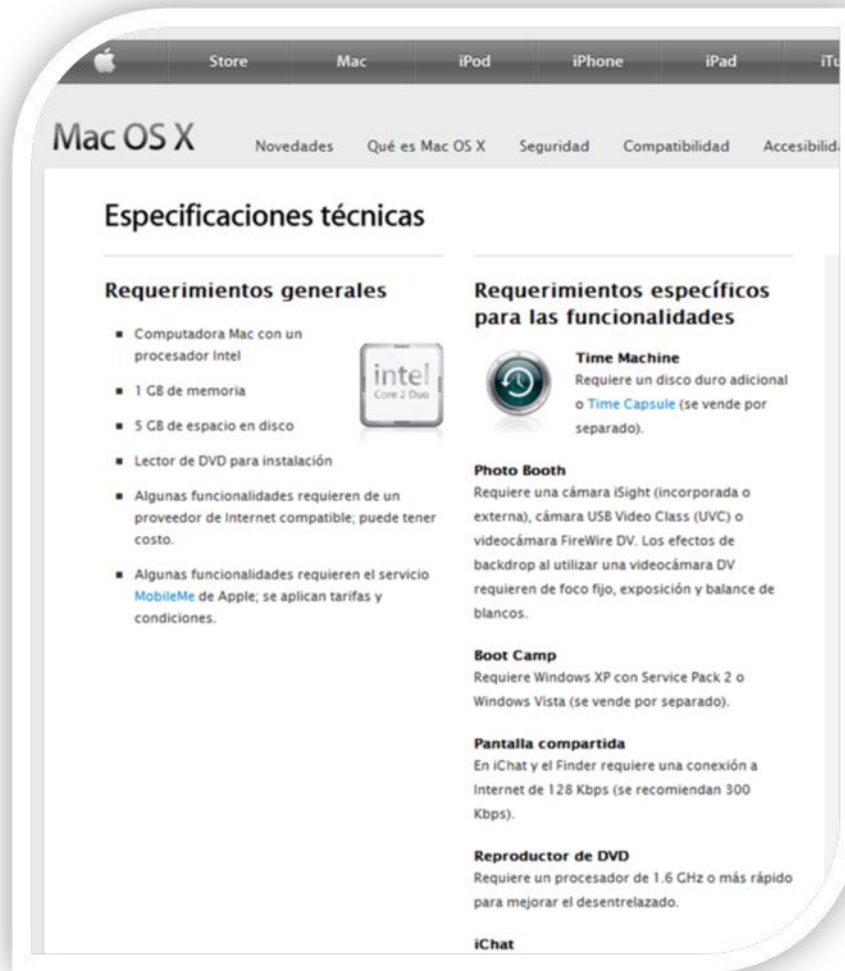 Store Mac iPod iPhone iPad
Mac OS X Novedades Qué es Mac OS X Seguridad Compatibilidad
Especificaciones técnicas
Requerimientos generales
Computadora Mac con un
procesador Intel
1 GB de memoria
5 GB de espacio en disco
Lector de DVD para instalación
Algunas funcionalidades requieren de un
proveedor de Internet compatible; puede tener
costo.
Algunas funcionalidades requieren el servicio
MobileMe de Apple; se aplican tarifas y
condiciones.
intel
Core 2 Duo
Requerimientos específicos
para las funcionalidades
Time Machine
Requiere un disco duro adicional
o Time Capsule (se vende por
separado).
Photo Booth
Requiere una cámara iSight (incorporada o
externa), cámara USB Video Class (UVC) o
videocámara FireWire DV. Los efectos de
backdrop al utilizar una videocámara DV
requieren de foco fijo, exposición y balance de
blancos.
Boot Camp
Requiere Windows XP con Service Pack 2 o
Windows Vista (se vende por separado).
Pantalla compartida
En iChat y el Finder requiere una conexión a
Internet de 128 Kbps (se recomiendan 300
Kbps).
Reproductor de DVD
Requiere un procesador de 1.6 GHz o más rápido
para mejorar el desentrelazado.
iChat